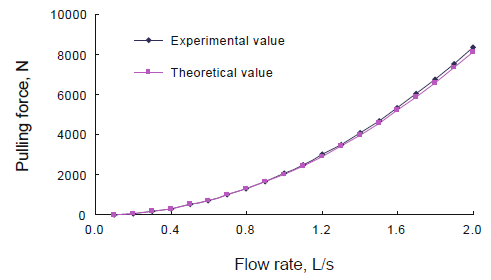 10000
8000
6000
4000
2000
0
Pulling force, N
Experimental value
Theoretical value
0.0 0.4 0.8 1.2 1.6 2.0
Flow rate, L/s